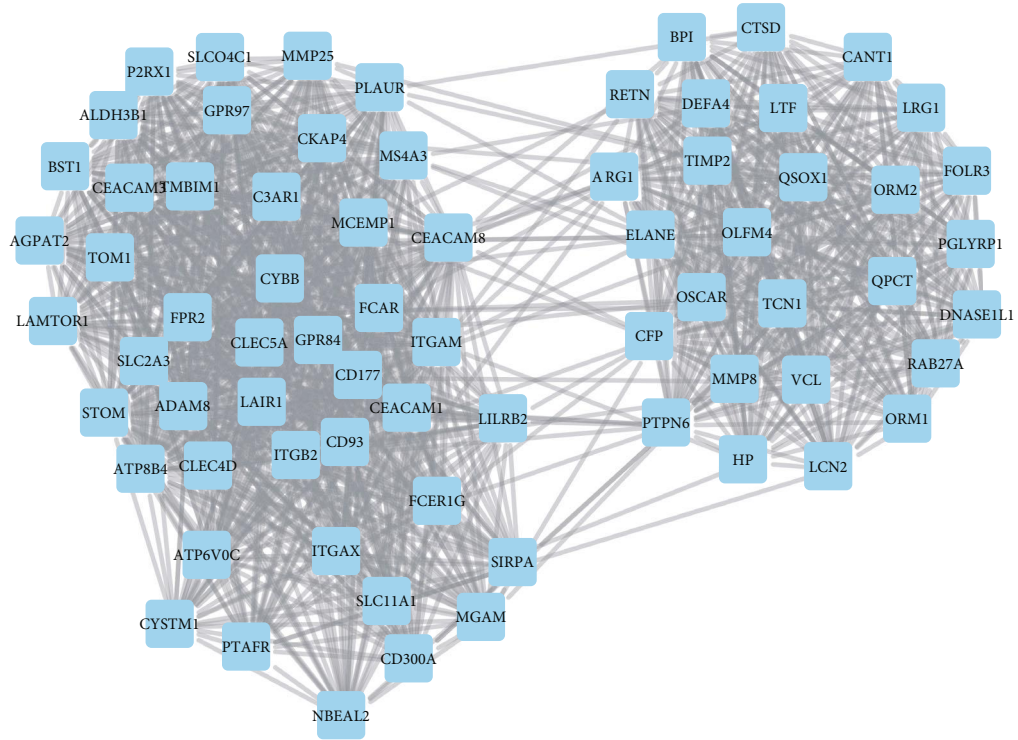 CTSD
BPI
SLCO4C1
MMP25
CANT1
P2RX1
PLAUR
RETN
DEFA4
LTF
LRG1
ALDH3B1
GPR97
CKAP4
MS4A3
TIMP2
BST1
CEACAM3
TMBIM1
C3AR1
ARG1
QSOX1
ORM2
FOLR3
MCEMP1
CEACAM8
ELANE
OLFM4
AGPAT2
TOM1
PGLYRP1
CYBB
QPCT
OSCAR
TCN1
FCAR
LAMTOR1
FPR2
DNASE1L1
CLEC5A
GPR84
ITGAM
CFP
SLC2A3
CD177
RAB27A
MMP8
VCL
STOM
ADAM8
LAIR1
CEACAM1
LILRB2
PTPN6
ORM1
CD93
ITGB2
ATP8B4
CLEC4D
HP
LCN2
FCER1G
ATP6V0C
ITGAX
SIRPA
SLC11A1
CYSTM1
MGAM
PTAFR
CD300A
NBEAL2